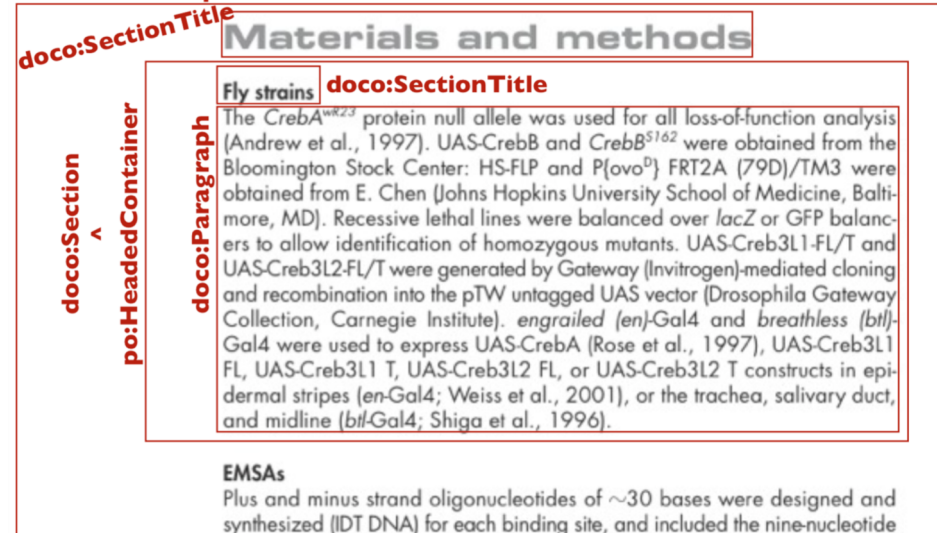 doco:SectionTitle
Materials and methods
Fly strains
doco:SectionTitle
doco:Section
^
po:HeadedContainer
doco:Paragraph
The CrebA^wR23 protein null allele was used for all loss-of-function analysis
(Andrew et al., 1997). UAS-CrebB and CrebB^S162 were obtained from the
Bloomington Stock Center: HS-FLP and P{ovo^D} FRT2A (79D)/TM3 were
obtained from E. Chen (Johns Hopkins University School of Medicine, Balti-
more, MD). Recessive lethal lines were balanced over lacZ or GFP balanc-
ers to allow identification of homozygous mutants. UAS-Creb3L1-FL/T and
UAS-Creb3L2-FL/T were generated by Gateway (Invitrogen)-mediated cloning
and recombination into the pTW untagged UAS vector (Drosophila Gateway
Collection, Carnegie Institute). engrailed (en)-Gal4 and breathless (btl)-
Gal4 were used to express UAS-CrebA (Rose et al., 1997), UAS-Creb3L1
FL, UAS-Creb3L1 T, UAS-Creb3L2 FL, or UAS-Creb3L2 T constructs in epi-
dermal stripes (en-Gal4; Weiss et al., 2001), or the trachea, salivary duct,
and midline (btl-Gal4; Shiga et al., 1996).
EMSAs
Plus and minus strand oligonucleotides of ~30 bases were designed and
synthesized (IDT DNA) for each binding site, and included the nine-nucleotide